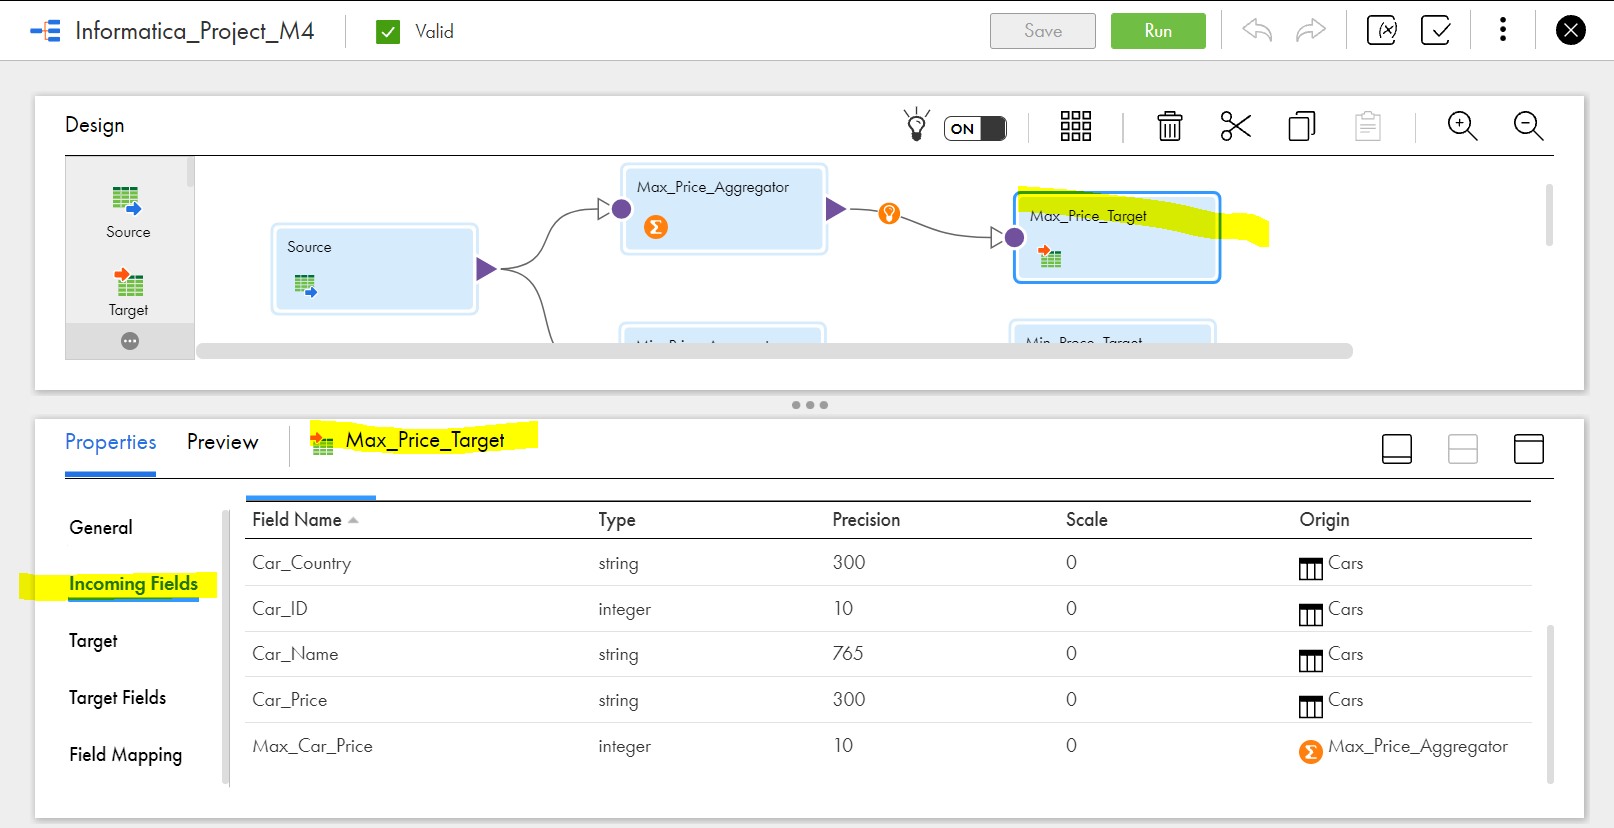 Informatica_Project_M4
Valid
Save
Run
Design
ON
Source
Target
Source
Max_Price_Aggregator
Max_Price_Target
Min_Price_Aggregator
Min_Proce_Target
Properties
Preview
Max_Price_Target
General
Incoming Fields
Target
Target Fields
Field Mapping
Field Name Type Precision Scale Origin
Car_Country string 300 0 Cars
Car_ID integer 10 0 Cars
Car_Name string 765 0 Cars
Car_Price string 300 0 Cars
Max_Car_Price integer 10 0 Max_Price_Aggregator